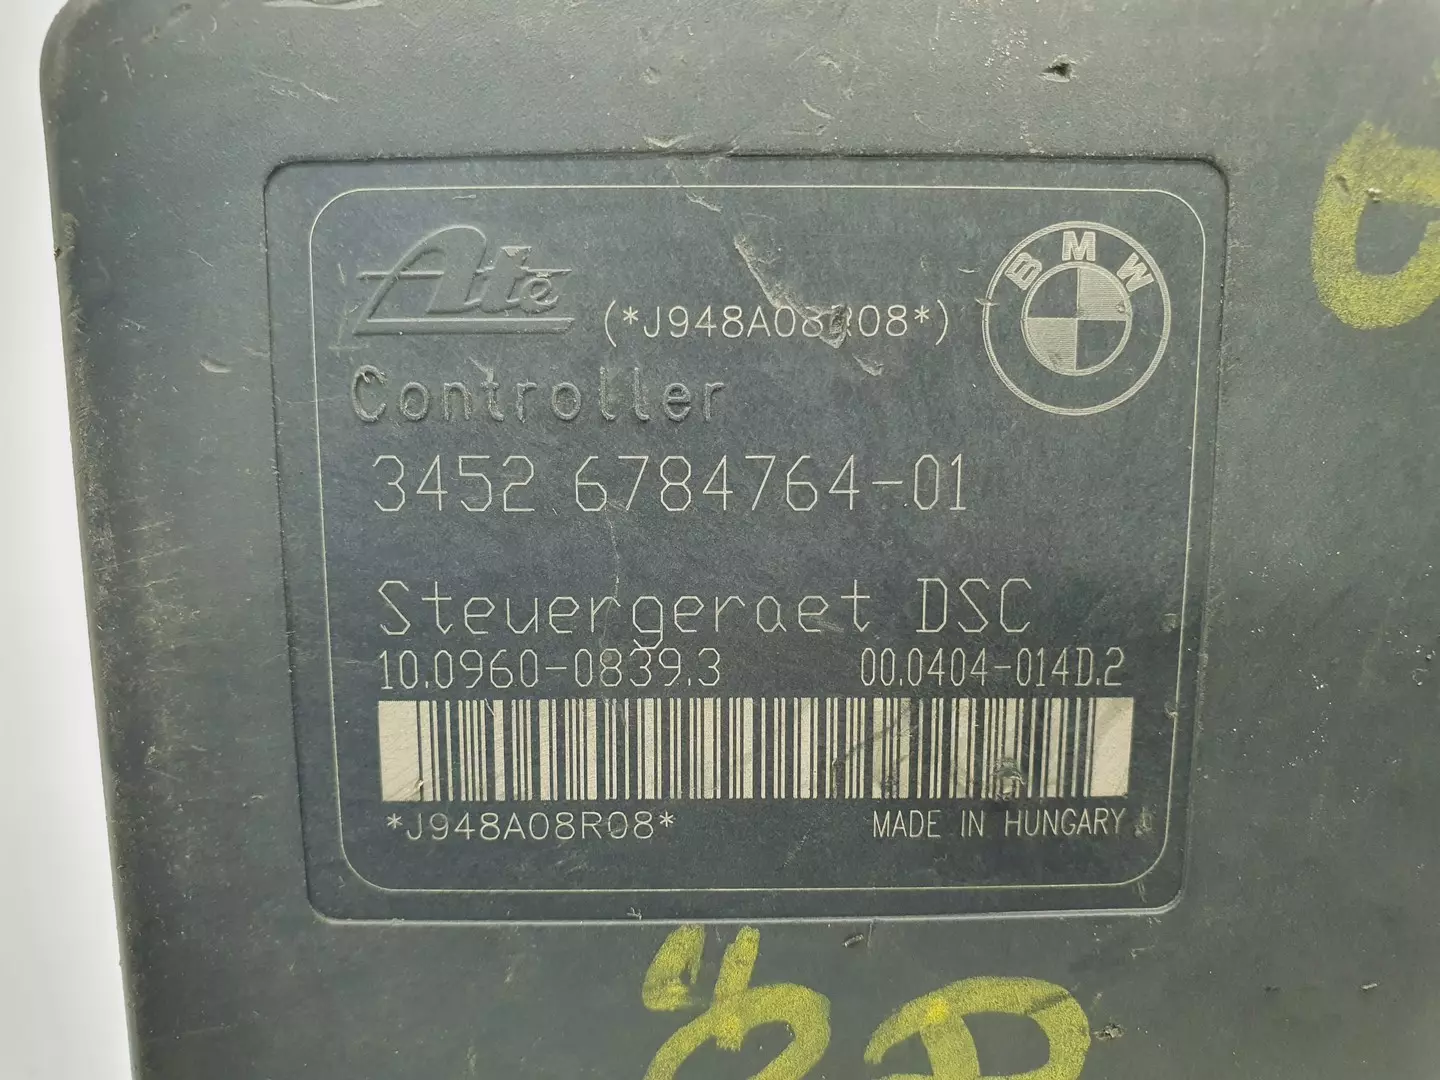 Ate
(*J948A08R08*)
BMW
Controller
3452 6784764-01
Steuergeraet DSC
10.0960-0839.3 00.0404-014D.2
*J948A08R08*
MADE IN HUNGARY